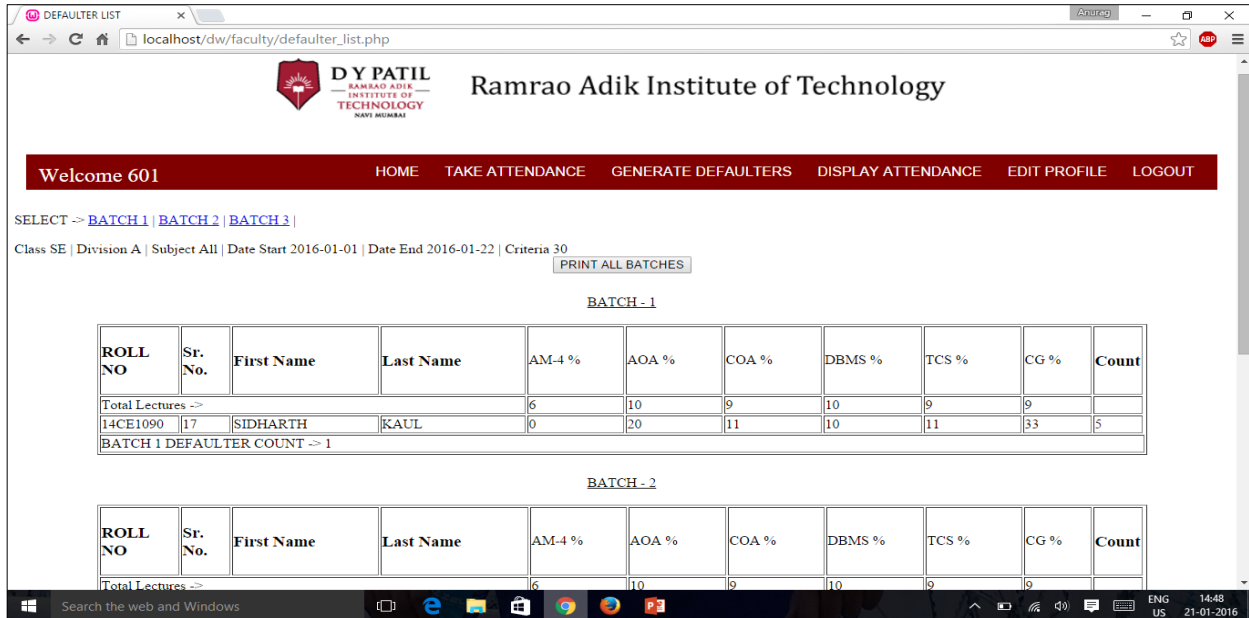 DEFAULTER LIST
Anurag
localhost/dw/faculty/defaulter_list.php
ABP
D Y PATIL
RAMRAO ADIK
INSTITUTE OF
TECHNOLOGY
NAVI MUMBAI
Ramrao Adik Institute of Technology
Welcome 601 HOME TAKE ATTENDANCE GENERATE DEFAULTERS DISPLAY ATTENDANCE EDIT PROFILE LOGOUT
SELECT -> BATCH 1 | BATCH 2 | BATCH 3 |
Class SE | Division A | Subject All | Date Start 2016-01-01 | Date End 2016-01-22 | Criteria 30
PRINT ALL BATCHES
BATCH - 1
ROLL NO Sr. No. First Name Last Name AM-4 % AOA % COA % DBMS % TCS % CG % Count
Total Lectures -> 6 10 9 10 9 9
14CE1090 17 SIDHARTH KAUL 0 20 11 10 11 33 5
BATCH 1 DEFAULTER COUNT -> 1
BATCH - 2
ROLL NO Sr. No. First Name Last Name AM-4 % AOA % COA % DBMS % TCS % CG % Count
Total Lectures -> 6 10 9 10 9 9
Search the web and Windows
ENG US
14:48
21-01-2016